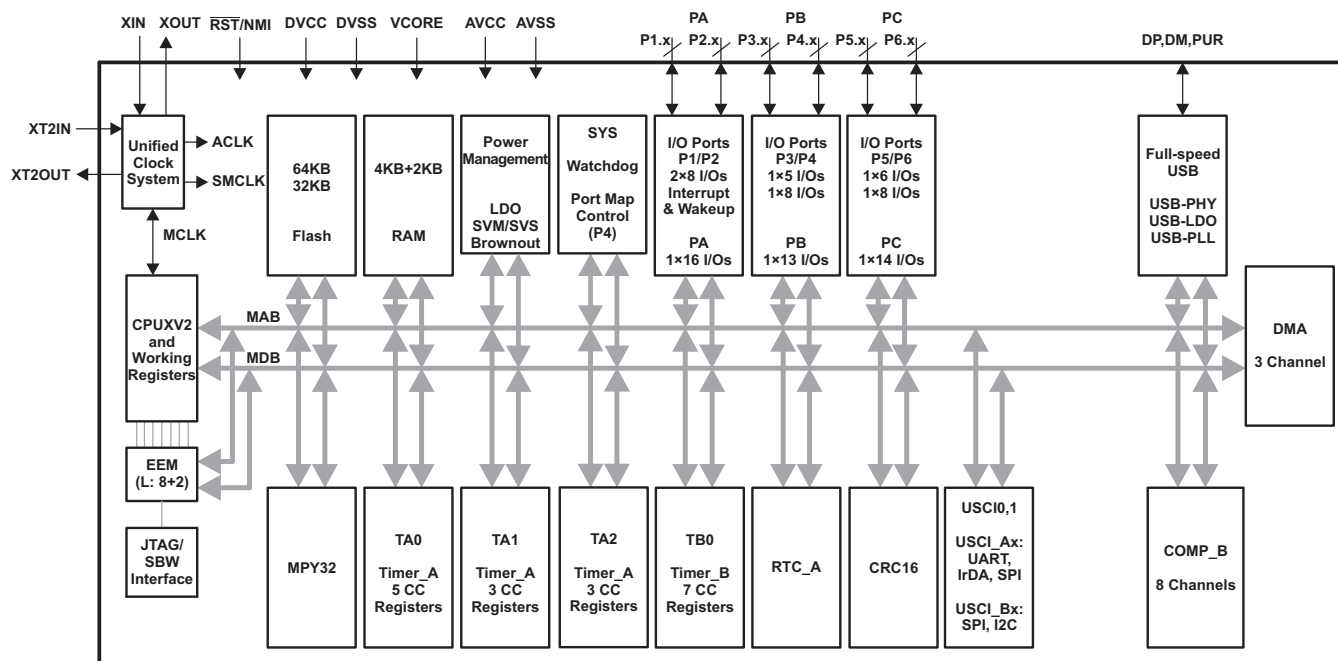 XIN
XOUT
RST/NMI
DVCC
DVSS
VCORE
AVCC
AVSS
PA
P1.x
P2.x
PB
P3.x
P4.x
PC
P5.x
P6.x
DP,DM,PUR
XT2IN
XT2OUT
Unified
Clock
System
ACLK
SMCLK
MCLK
64KB
32KB
Flash
4KB+2KB
RAM
Power
Management
LDO
SVM/SVS
Brownout
SYS
Watchdog
Port Map
Control
(P4)
I/O Ports
P1/P2
2×8 I/Os
Interrupt
& Wakeup
PA
1×16 I/Os
I/O Ports
P3/P4
1×5 I/Os
1×8 I/Os
PB
1×13 I/Os
I/O Ports
P5/P6
1×6 I/Os
1×8 I/Os
PC
1×14 I/Os
Full-speed
USB
USB-PHY
USB-LDO
USB-PLL
CPUXV2
and
Working
Registers
MAB
MDB
DMA
3 Channel
EEM
(L: 8+2)
JTAG/
SBW
Interface
MPY32
TA0
Timer_A
5 CC
Registers
TA1
Timer_A
3 CC
Registers
TA2
Timer_A
3 CC
Registers
TB0
Timer_B
7 CC
Registers
RTC_A
CRC16
USCI0,1
USCI_Ax:
UART,
IrDA, SPI
USCI_Bx:
SPI, I2C
COMP_B
8 Channels